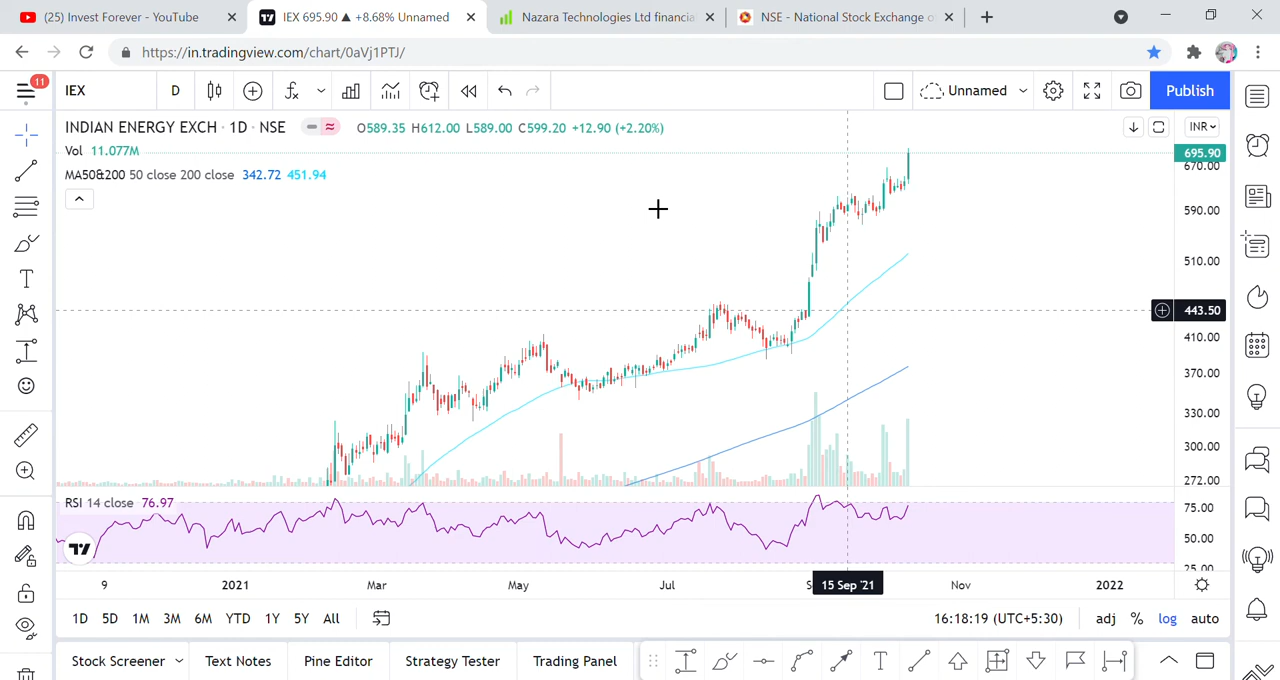 (25) Invest Forever - YouTube
IEX 695.90 ▲ +8.68% Unnamed
Nazara Technologies Ltd financia
NSE - National Stock Exchange o
https://in.tradingview.com/chart/0aVj1PTJ/
11
IEX
D
Unnamed
Publish
INDIAN ENERGY EXCH · 1D · NSE
O589.35 H612.00 L589.00 C599.20 +12.90 (+2.20%)
INR
Vol 11.077M
695.90
670.00
MA50&200 50 close 200 close 342.72 451.94
590.00
510.00
443.50
410.00
370.00
330.00
300.00
272.00
RSI 14 close 76.97
75.00
50.00
25.00
9 2021 Mar May Jul S 15 Sep '21 Nov 2022
1D 5D 1M 3M 6M YTD 1Y 5Y All
16:18:19 (UTC+5:30) adj % log auto
Stock Screener Text Notes Pine Editor Strategy Tester Trading Panel